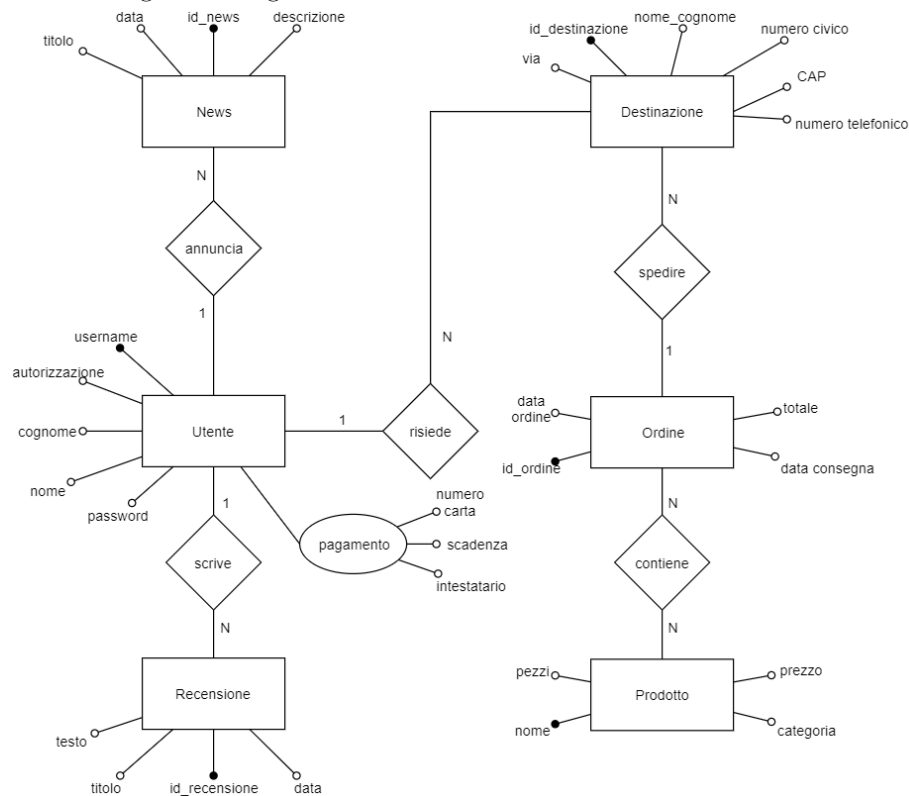 data
id_news
descrizione
titolo
News
N
annuncia
1
id_destinazione
nome_cognome
numero civico
via
CAP
numero telefonico
Destinazione
N
spedire
1
username
autorizzazione
cognome
nome
password
Utente
1
risiede
N
data
ordine
id_ordine
totale
data consegna
Ordine
1
scrive
N
pagamento
numero
carta
scadenza
intestatario
N
contiene
N
Recensione
testo
titolo
id_recensione
data
pezzi
nome
prezzo
categoria
Prodotto